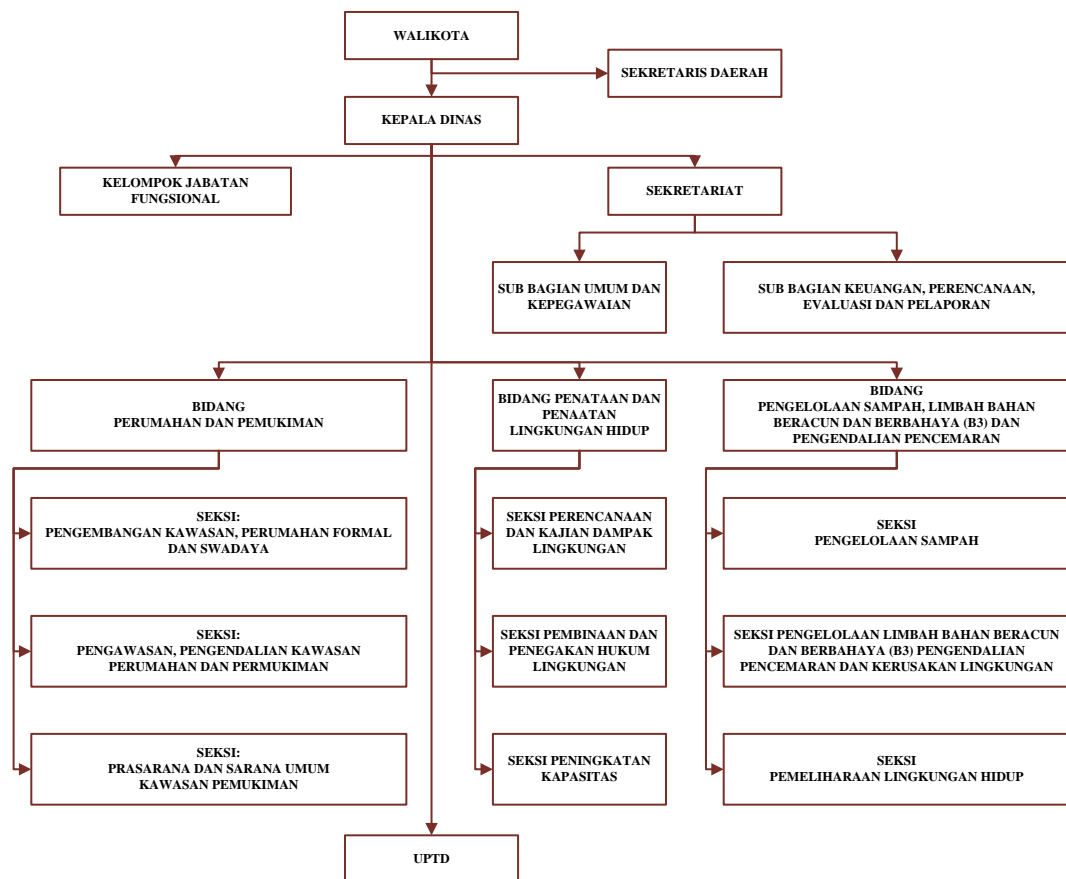 WALIKOTA
SEKRETARIS DAERAH
KEPALA DINAS
KELOMPOK JABATAN
FUNGSIONAL
SEKRETARIAT
SUB BAGIAN UMUM DAN
KEPEGAWAIAN
SUB BAGIAN KEUANGAN, PERENCANAAN,
EVALUASI DAN PELAPORAN
BIDANG
PERUMAHAN DAN PEMUKIMAN
BIDANG PENATAAN DAN
PENAATAN
LINGKUNGAN HIDUP
BIDANG
PENGELOLAAN SAMPAH, LIMBAH BAHAN
BERACUN DAN BERBAHAYA (B3) DAN
PENGENDALIAN PENCEMARAN
SEKSI:
PENGEMBANGAN KAWASAN, PERUMAHAN FORMAL
DAN SWADAYA
SEKSI PERENCANAAN
DAN KAJIAN DAMPAK
LINGKUNGAN
SEKSI
PENGELOLAAN SAMPAH
SEKSI:
PENGAWASAN, PENGENDALIAN KAWASAN
PERUMAHAN DAN PERMUKIMAN
SEKSI PEMBINAAN DAN
PENEGAKAN HUKUM
LINGKUNGAN
SEKSI PENGELOLAAN LIMBAH BAHAN BERACUN
DAN BERBAHAYA (B3) PENGENDALIAN
PENCEMARAN DAN KERUSAKAN LINGKUNGAN
SEKSI:
PRASARANA DAN SARANA UMUM
KAWASAN PEMUKIMAN
SEKSI PENINGKATAN
KAPASITAS
SEKSI
PEMELIHARAAN LINGKUNGAN HIDUP
UPTD